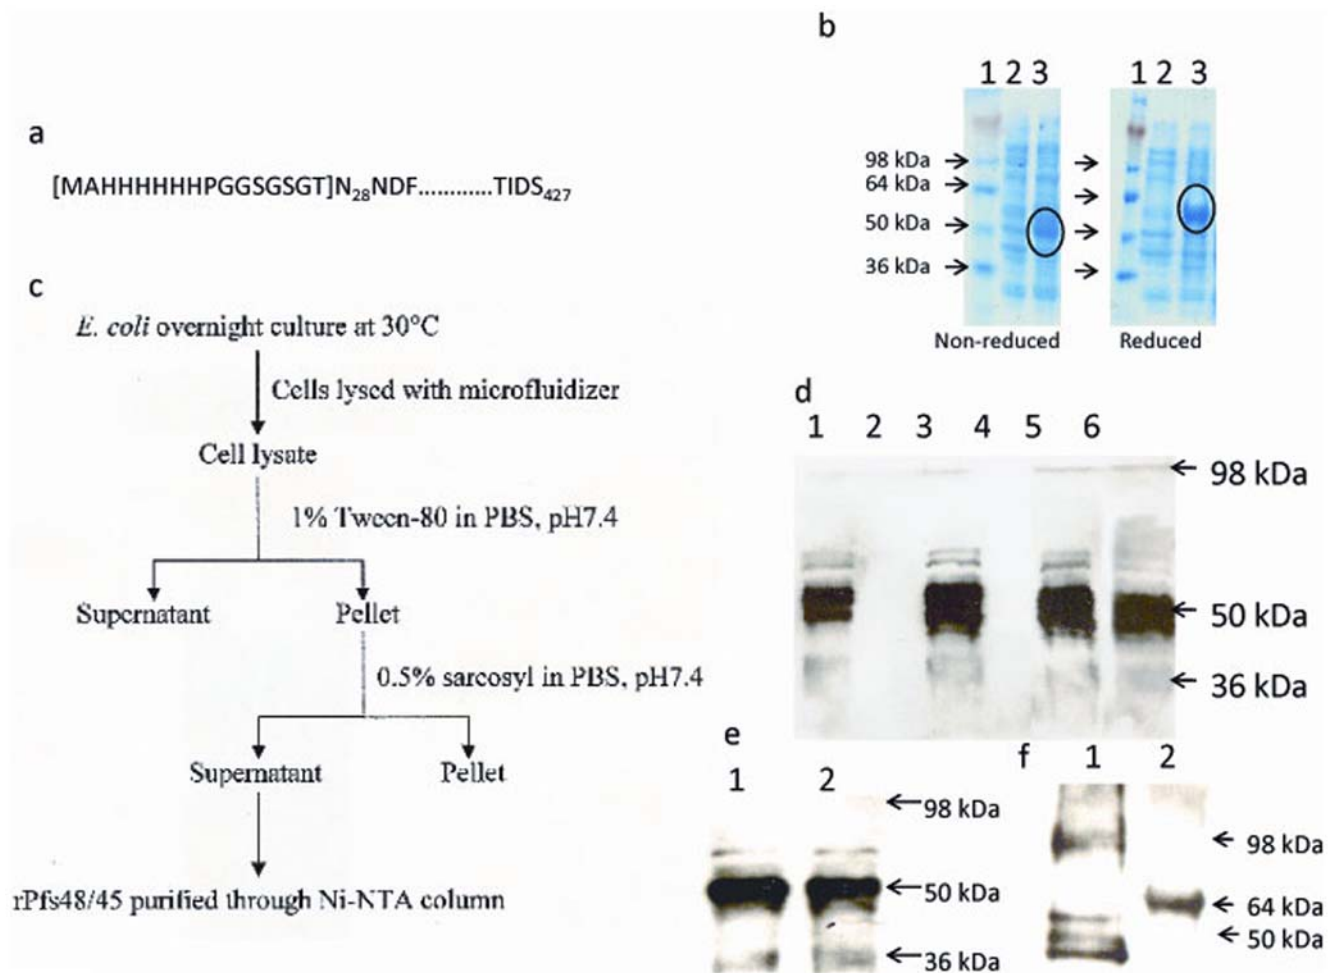 a
[MAHHHHHHPGGSGSGT]N28NDF............TIDS427
b
1 2 3
1 2 3
98 kDa
64 kDa
50 kDa
36 kDa
Non-reduced
Reduced
c
E. coli overnight culture at 30°C
Cells lysed with microfluidizer
Cell lysate
1% Tween-80 in PBS, pH7.4
Supernatant
Pellet
0.5% sarcosyl in PBS, pH7.4
Supernatant
Pellet
rPfs48/45 purified through Ni-NTA column
d
1 2 3 4 5 6
98 kDa
50 kDa
36 kDa
e
1 2
98 kDa
50 kDa
36 kDa
f
1 2
98 kDa
64 kDa
50 kDa